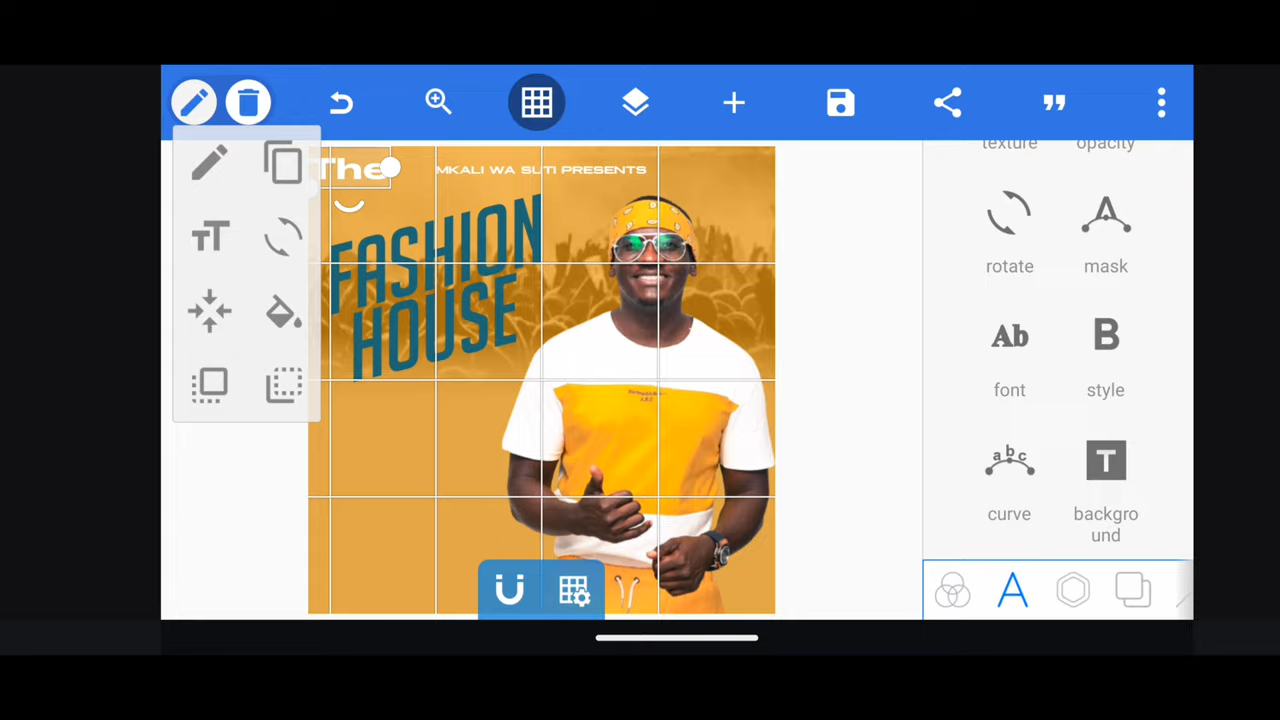 The
MKALI WA SUTI PRESENTS
FASHION
HOUSE
texture
opacity
rotate
mask
Ab
B
font
style
abc
T
curve
backgro
und
A